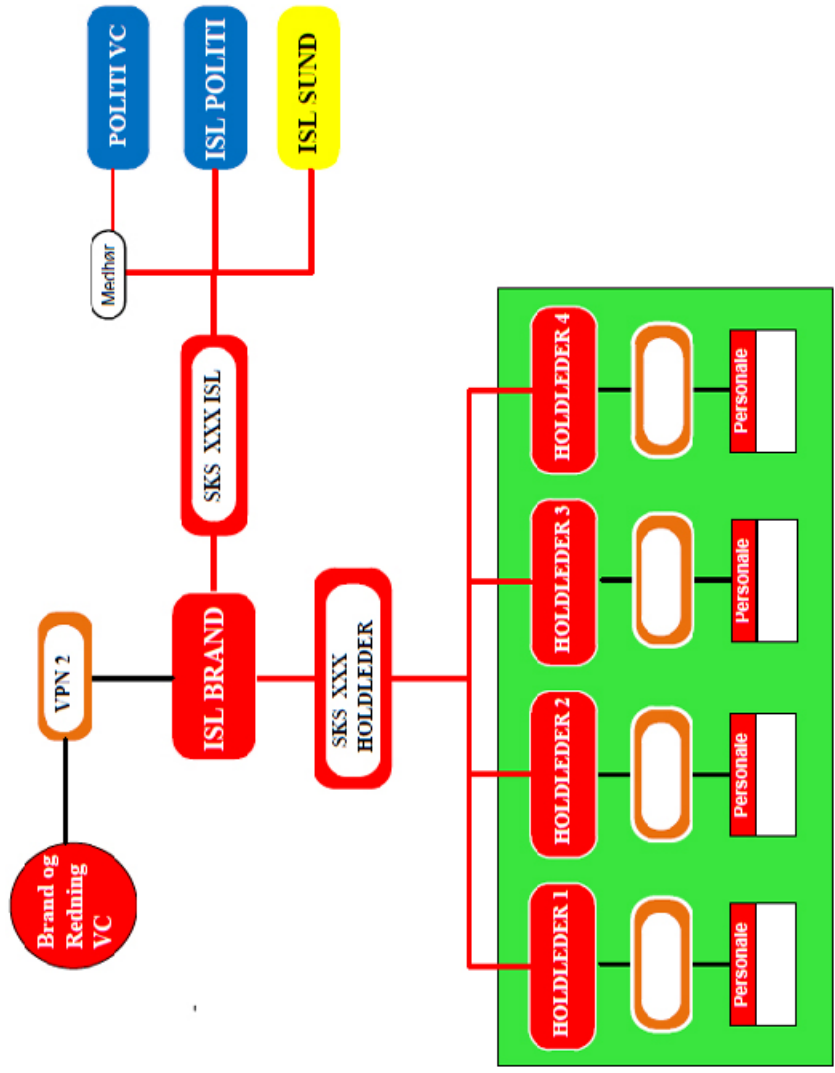 Brand og
Redning
VC
VPN 2
ISL BRAND
SKS XXX ISL
Medhør
POLITI VC
ISL POLITI
ISL SUND
SKS XXX
HOLDLEDER
HOLDLEDER 1
HOLDLEDER 2
HOLDLEDER 3
HOLDLEDER 4
Personale
Personale
Personale
Personale